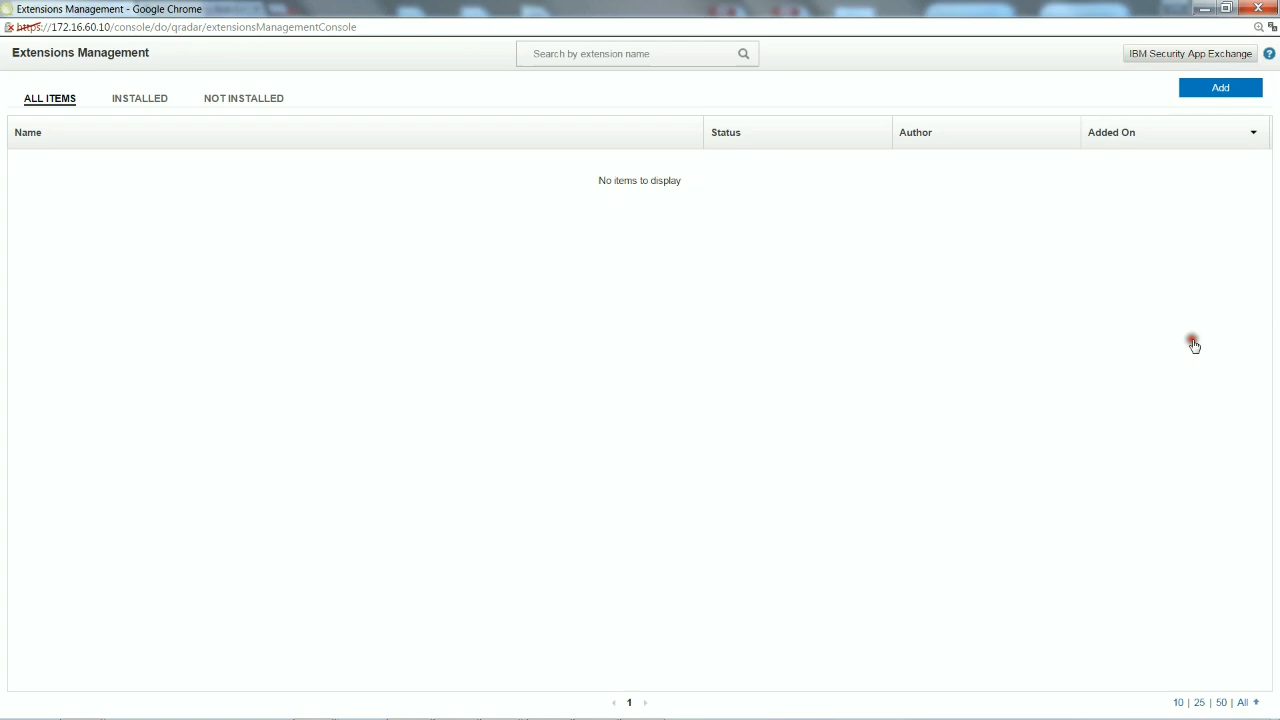 Extensions Management - Google Chrome
https://172.16.60.10/console/do/qradar/extensionsManagementConsole
Extensions Management
Search by extension name
IBM Security App Exchange
?
ALL ITEMS INSTALLED NOT INSTALLED
Add
Name Status Author Added On
No items to display
1
10 | 25 | 50 | All